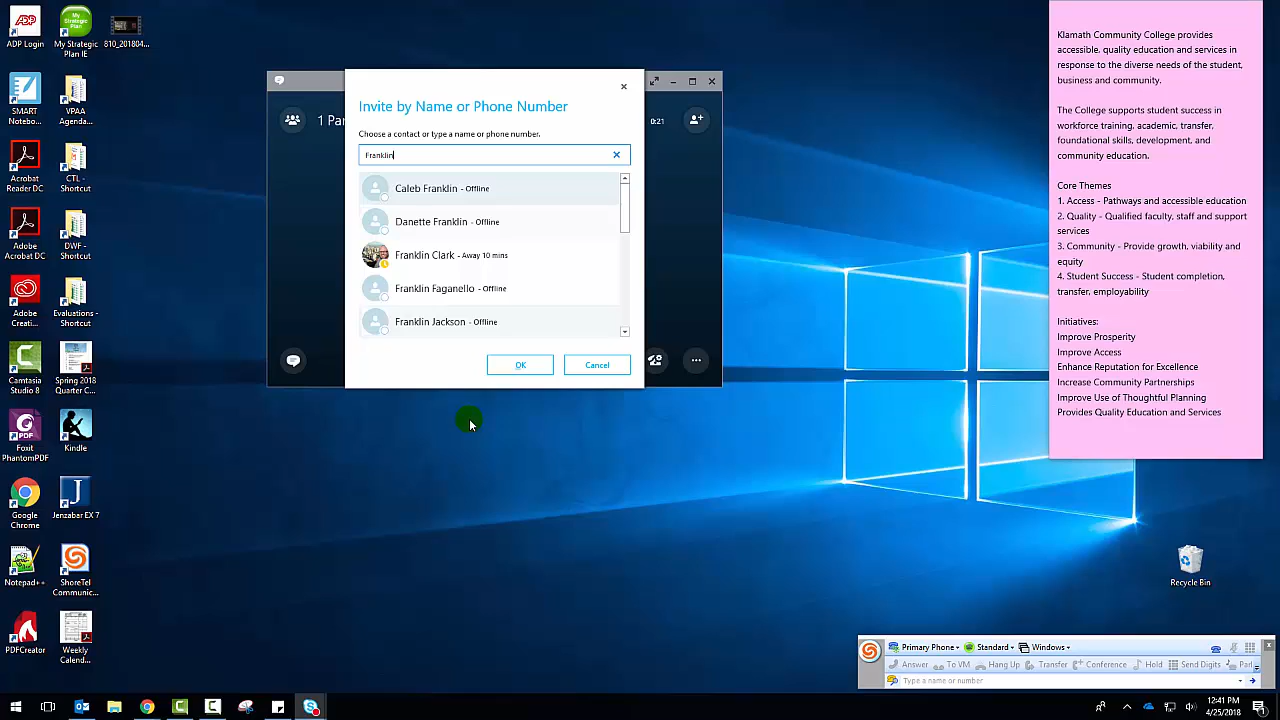 ADP Login
My Strategic Plan IE
810_201804...
SMART Notebo...
VPAA Agenda...
Acrobat Reader DC
CTL - Shortcut
Adobe Acrobat DC
DWF - Shortcut
Adobe Creati...
Evaluations - Shortcut
Camtasia Studio 8
Spring 2018 Quarter C...
Foxit PhantomPDF
Kindle
Google Chrome
Jenzabar EX 7
Notepad++
ShoreTel Communic...
PDFCreator
Weekly Calend...
1 Par
0:21
Invite by Name or Phone Number
Choose a contact or type a name or phone number.
Franklin
Caleb Franklin - Offline
Danette Franklin - Offline
Franklin Clark - Away 10 mins
Franklin Faganello - Offline
Franklin Jackson - Offline
OK
Cancel
Klamath Community College provides
accessible, quality education and services in
response to the diverse needs of the student,
business and community.
The College supports student success in
workforce training, academic, transfer,
foundational skills, development, and
community education.
Core Themes
1. Access - Pathways and accessible education
2. Quality - Qualified faculty, staff and support
services
3. Community - Provide growth, viability and
equity
4. Student Success - Student completion,
transfer, employability
Initiatives:
Improve Prosperity
Improve Access
Enhance Reputation for Excellence
Increase Community Partnerships
Improve Use of Thoughtful Planning
Provides Quality Education and Services
Recycle Bin
Primary Phone
Standard
Windows
Answer To VM Hang Up Transfer Conference Hold Send Digits Park
Type a name or number
12:41 PM
4/25/2018